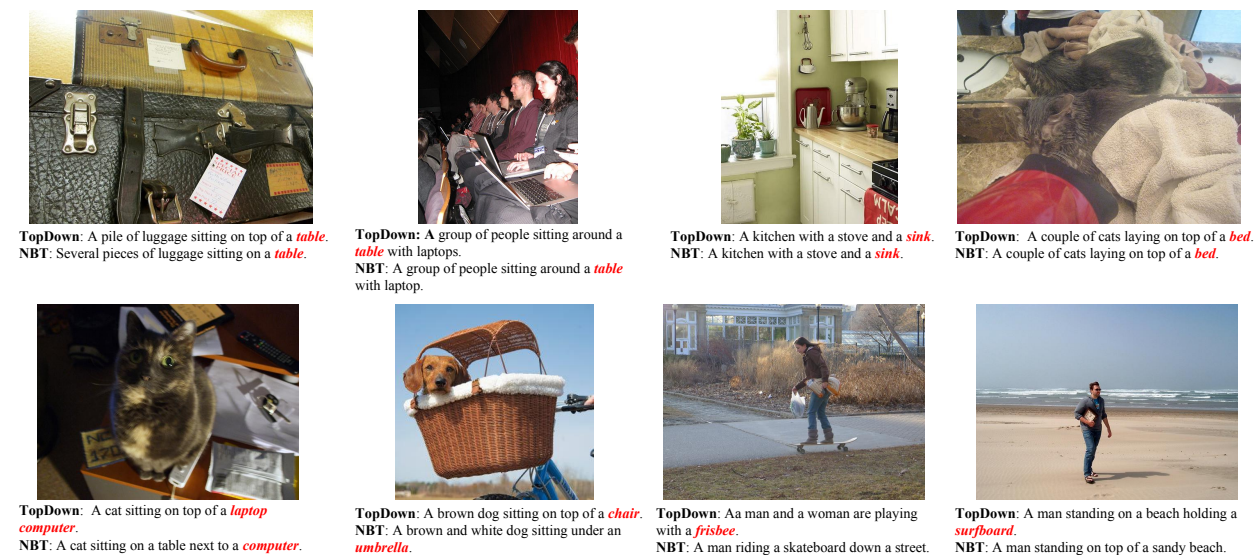 TopDown: A pile of luggage sitting on top of a table.
NBT: Several pieces of luggage sitting on a table.
TopDown: A group of people sitting around a
table with laptops.
NBT: A group of people sitting around a table
with laptop.
TopDown: A kitchen with a stove and a sink.
NBT: A kitchen with a stove and a sink.
TopDown: A couple of cats laying on top of a bed.
NBT: A couple of cats laying on top of a bed.
TopDown: A cat sitting on top of a laptop
computer.
NBT: A cat sitting on a table next to a computer.
TopDown: A brown dog sitting on top of a chair.
NBT: A brown and white dog sitting under an
umbrella.
TopDown: Aa man and a woman are playing
with a frisbee.
NBT: A man riding a skateboard down a street.
TopDown: A man standing on a beach holding a
surfboard.
NBT: A man standing on top of a sandy beach.